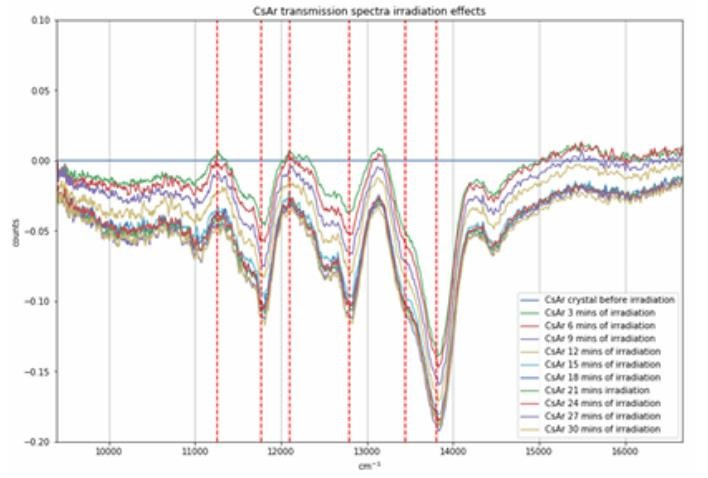 CsAr transmission spectra irradiation effects
0.10
0.05
0.00
−0.05
−0.10
−0.15
−0.20
counts
CsAr crystal before irradiation
CsAr 3 mins of irradiation
CsAr 6 mins of irradiation
CsAr 9 mins of irradiation
CsAr 12 mins of irradiation
CsAr 15 mins of irradiation
CsAr 18 mins of irradiation
CsAr 21 mins irradiation
CsAr 24 mins of irradiation
CsAr 27 mins of irradiation
CsAr 30 mins of irradiation
10000 11000 12000 13000 14000 15000 16000
cm⁻¹